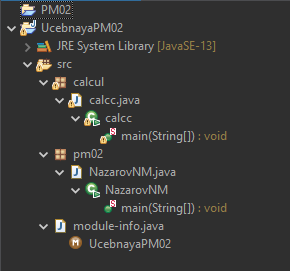 PM02
UcebnayaPM02
JRE System Library [JavaSE-13]
src
calcul
calcc.java
calcc
main(String[]) : void
pm02
NazarovNM.java
NazarovNM
main(String[]) : void
module-info.java
UcebnayaPM02